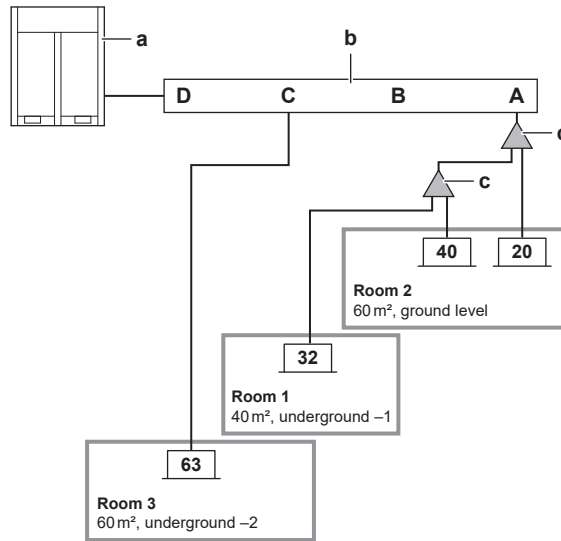 a
b
D C B A
c
40 20
Room 2
60 m², ground level
32
Room 1
40 m², underground –1
63
Room 3
60 m², underground –2